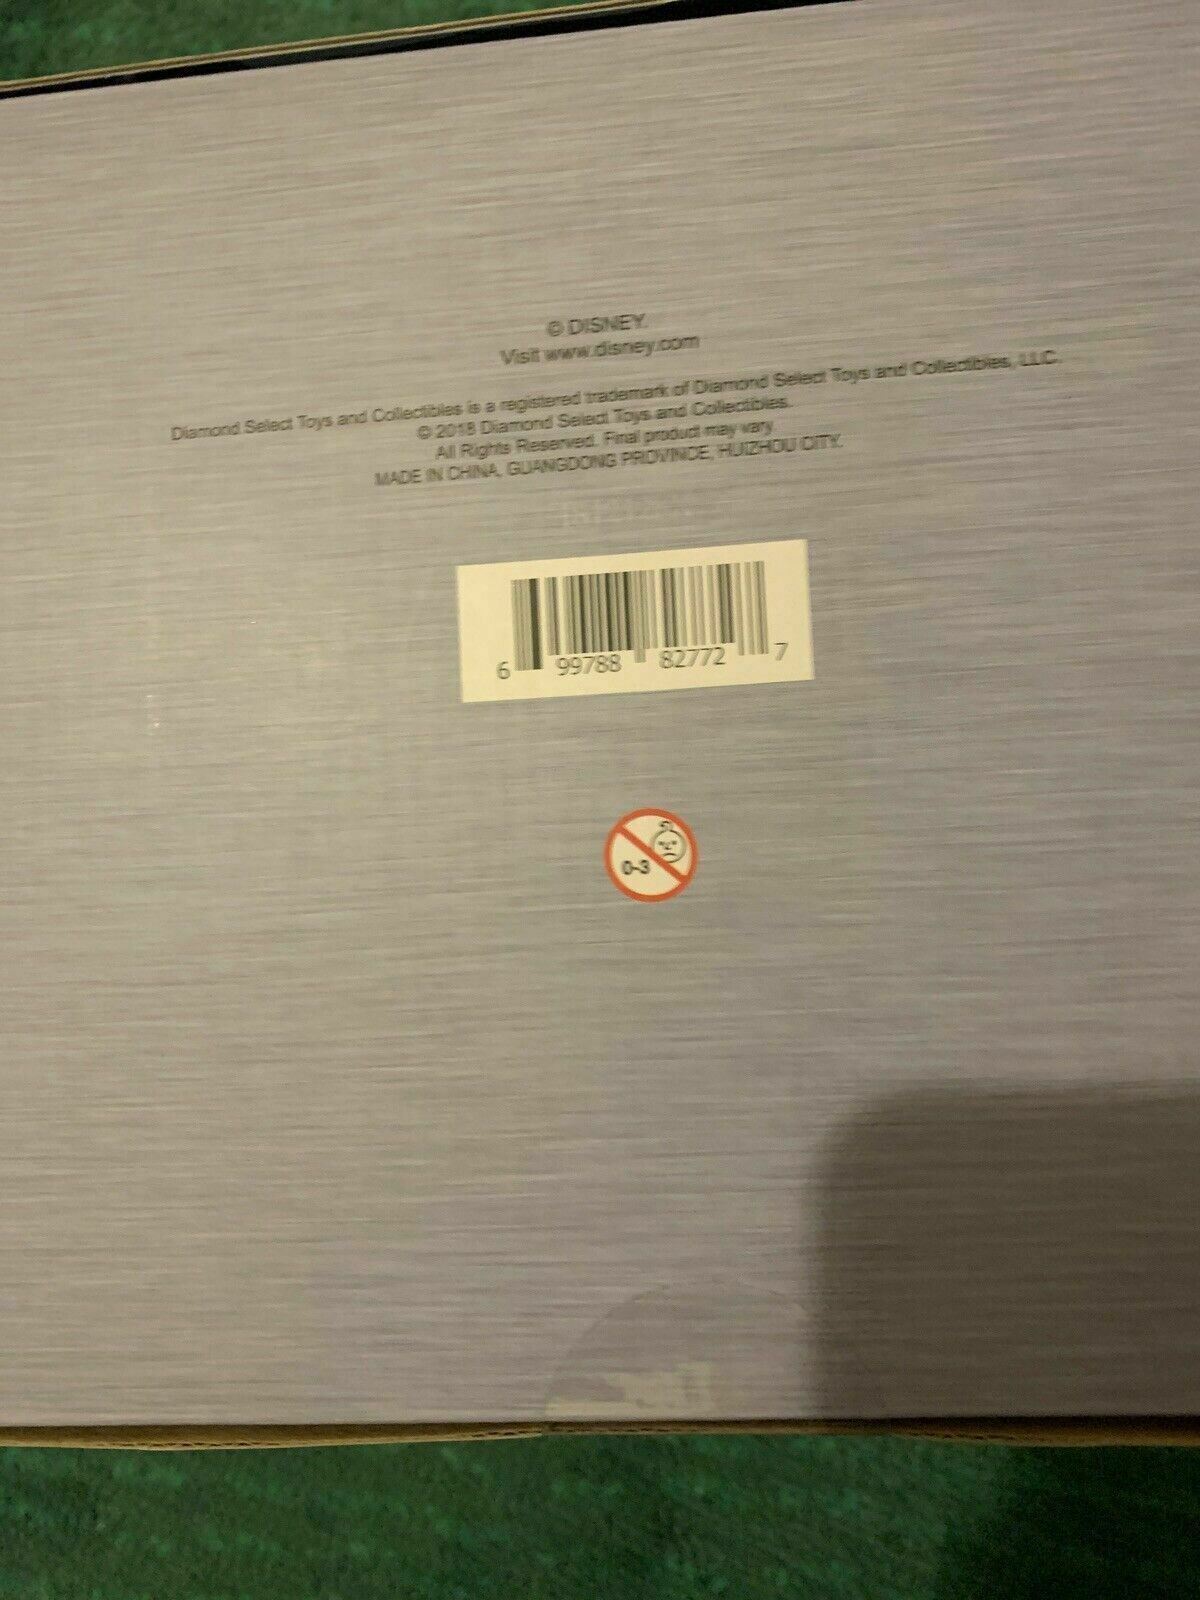 © DISNEY.
Visit www.disney.com
Diamond Select Toys and Collectibles is a registered trademark of Diamond Select Toys and Collectibles, LLC.
© 2018 Diamond Select Toys and Collectibles.
All Rights Reserved. Final product may vary
MADE IN CHINA, GUANGDONG PROVINCE, HUIZHOU CITY.
6 99788 82772 7
0-3